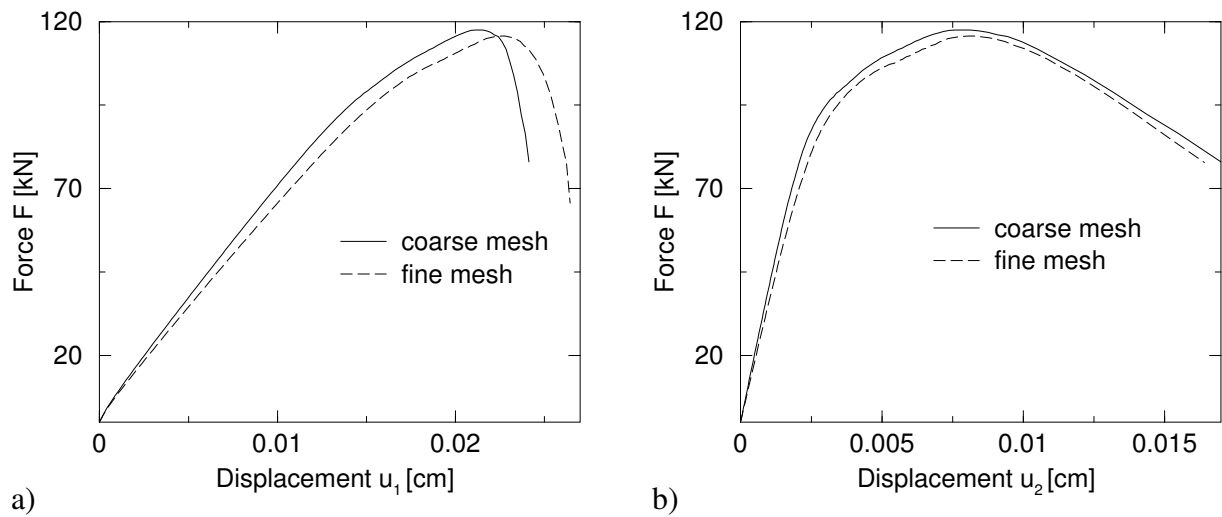 120
70
20
Force F [kN]
coarse mesh
fine mesh
0
0.01
0.02
Displacement u1 [cm]
a)
120
70
20
Force F [kN]
coarse mesh
fine mesh
0
0.005
0.01
0.015
Displacement u2 [cm]
b)